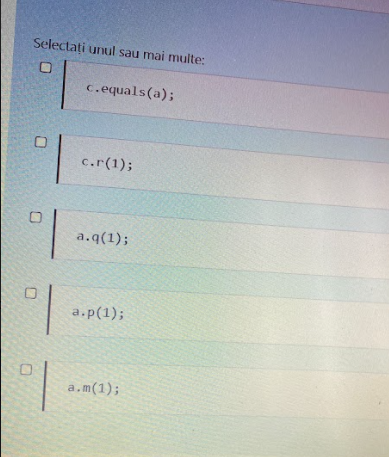 Selectați unul sau mai multe:
c.equals(a);
c.r(1);
a.q(1);
a.p(1);
a.m(1);